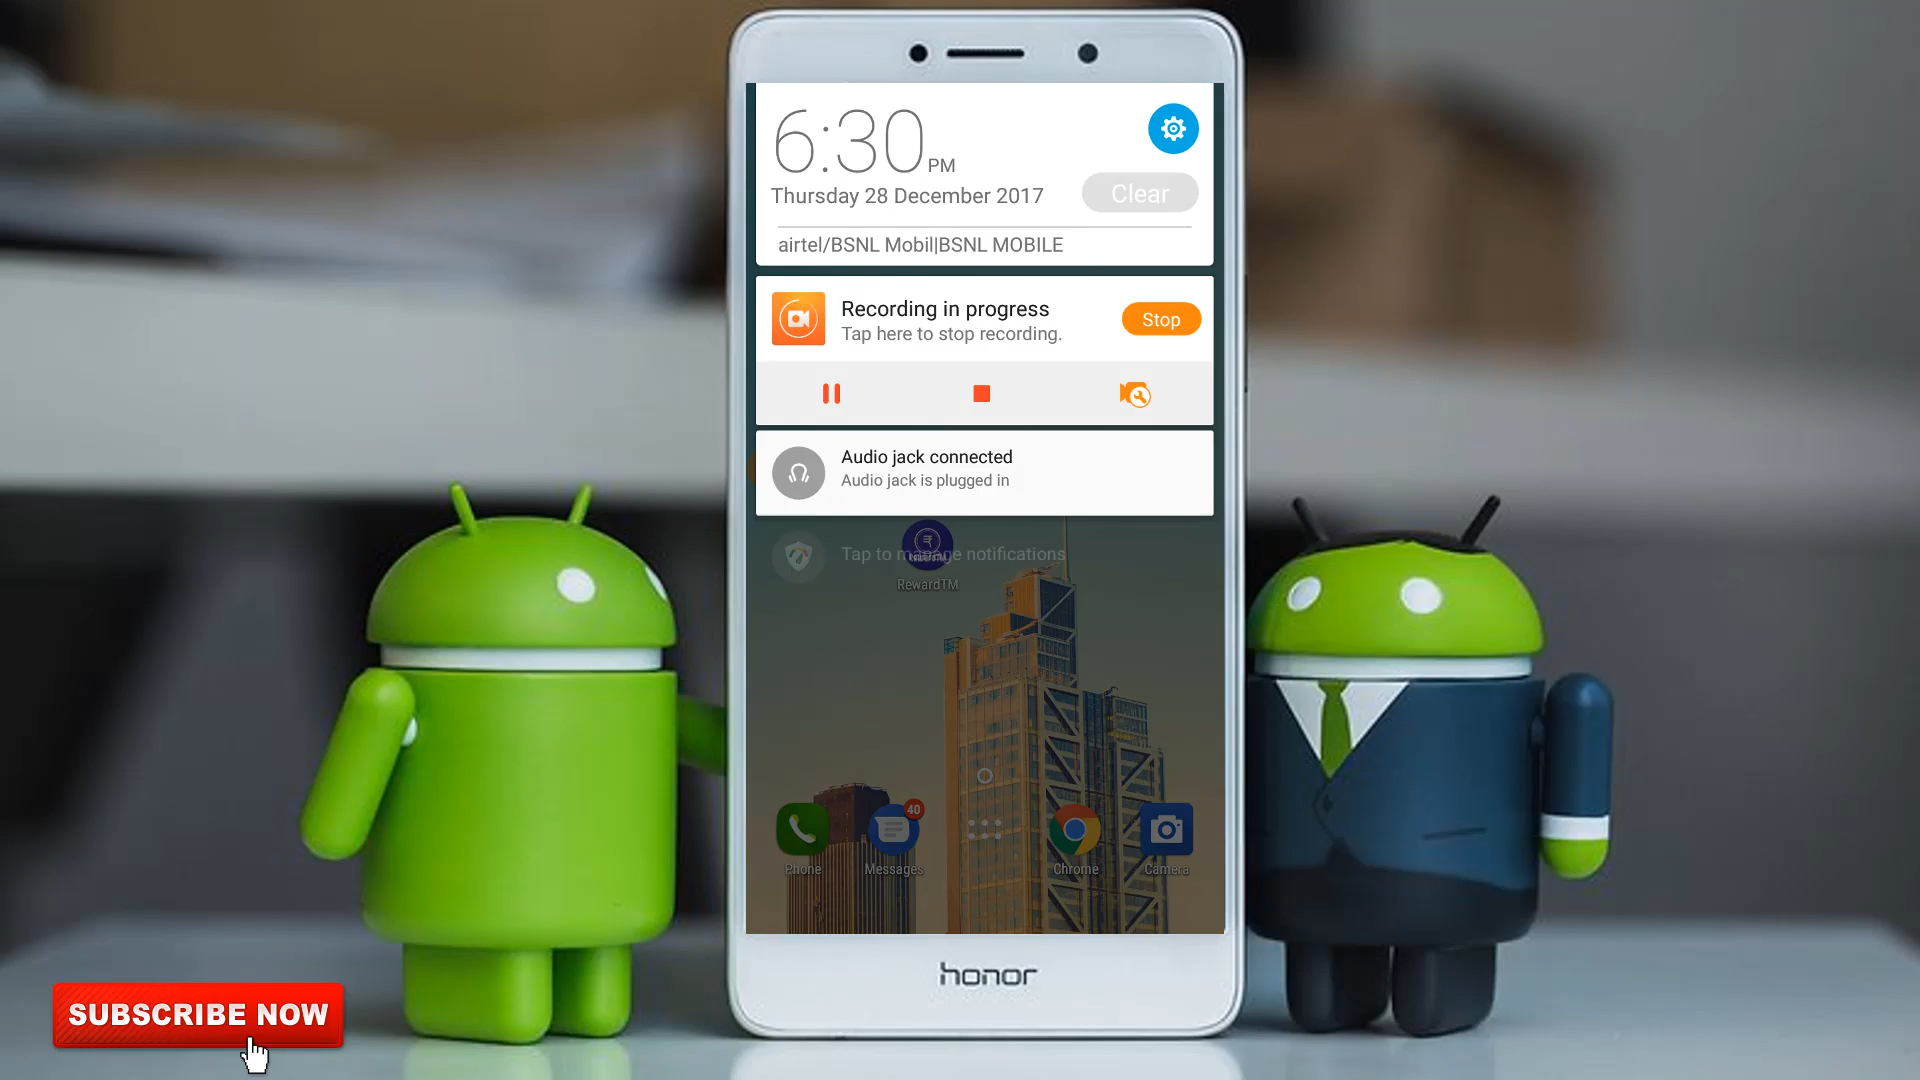 6:30 PM
Thursday 28 December 2017
Clear
airtel/BSNL Mobil|BSNL MOBILE
Recording in progress
Tap here to stop recording.
Stop
Audio jack connected
Audio jack is plugged in
Tap to manage notifications
RewardTM
40
Phone
Messages
Chrome
Camera
honor
SUBSCRIBE NOW